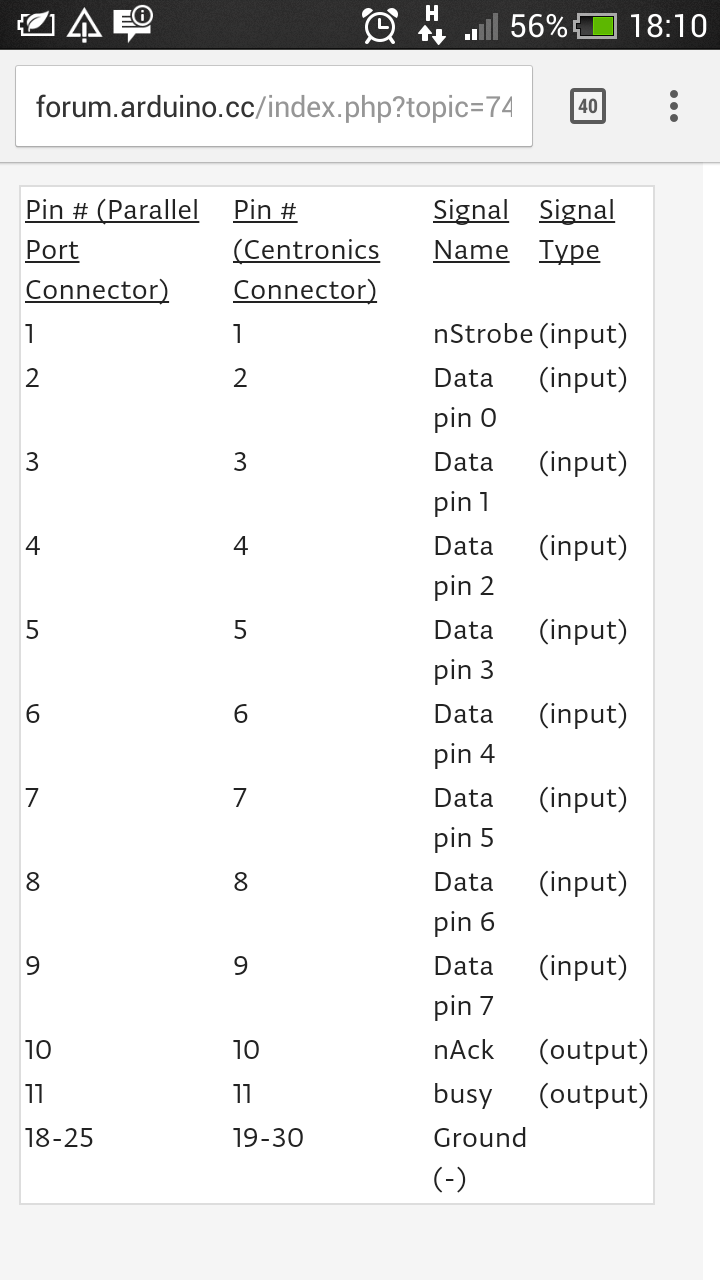 H
56%
18:10
forum.arduino.cc/index.php?topic=74
40
Pin # (Parallel Port Connector) Pin # (Centronics Connector) Signal Name Signal Type
1 1 nStrobe (input)
2 2 Data pin 0 (input)
3 3 Data pin 1 (input)
4 4 Data pin 2 (input)
5 5 Data pin 3 (input)
6 6 Data pin 4 (input)
7 7 Data pin 5 (input)
8 8 Data pin 6 (input)
9 9 Data pin 7 (input)
10 10 nAck (output)
11 11 busy (output)
18-25 19-30 Ground (-)